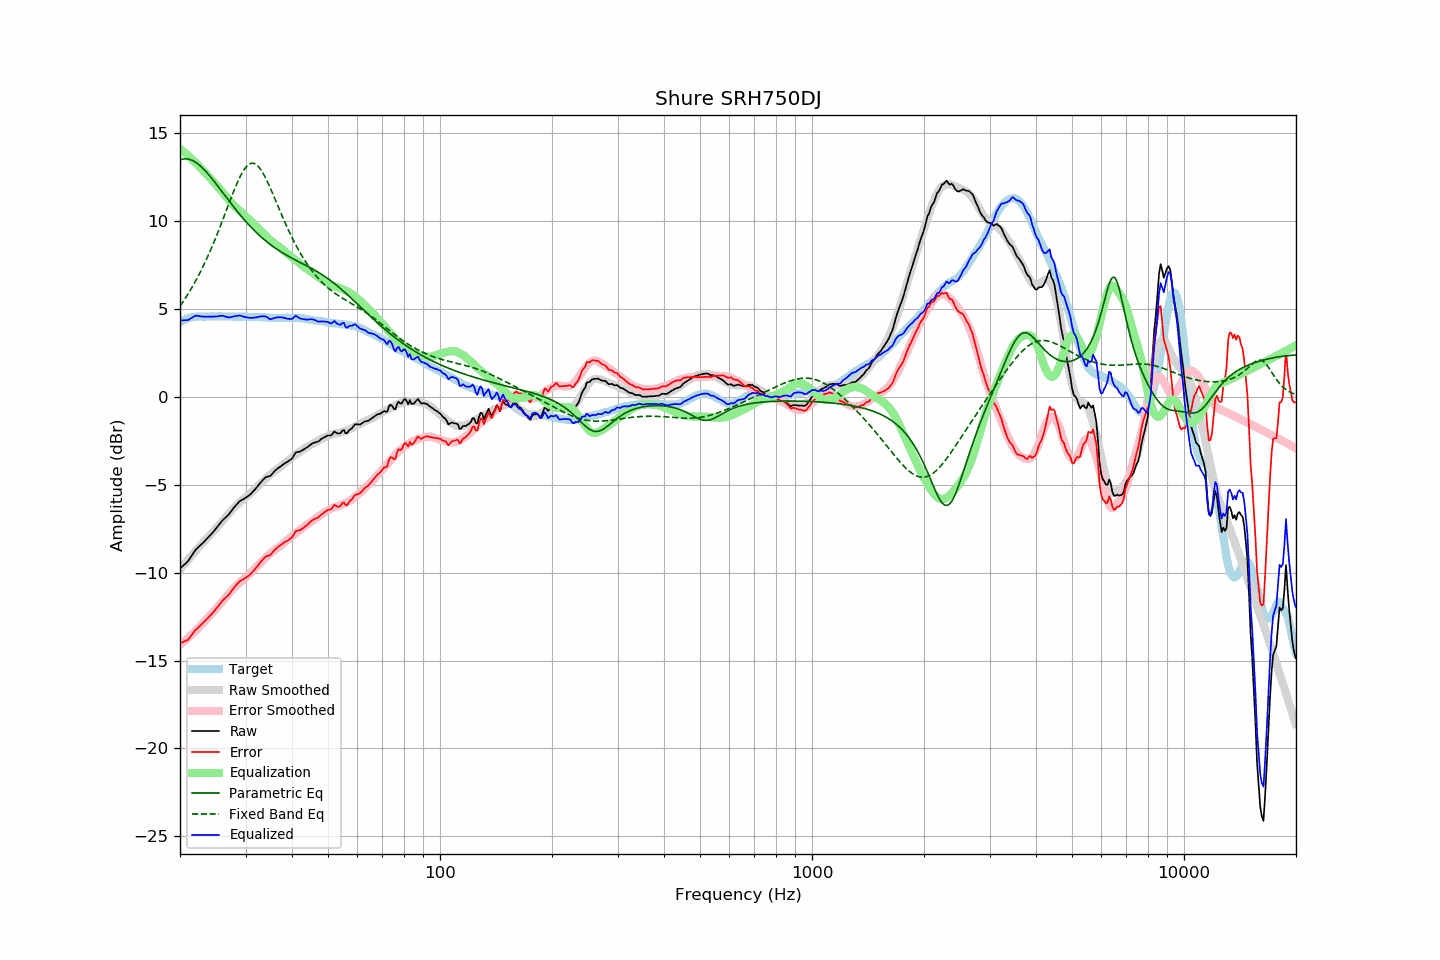 Shure SRH750DJ
15
10
5
0
−5
−10
−15
−20
−25
Amplitude (dBr)
Target
Raw Smoothed
Error Smoothed
Raw
Error
Equalization
Parametric Eq
Fixed Band Eq
Equalized
100
1000
10000
Frequency (Hz)